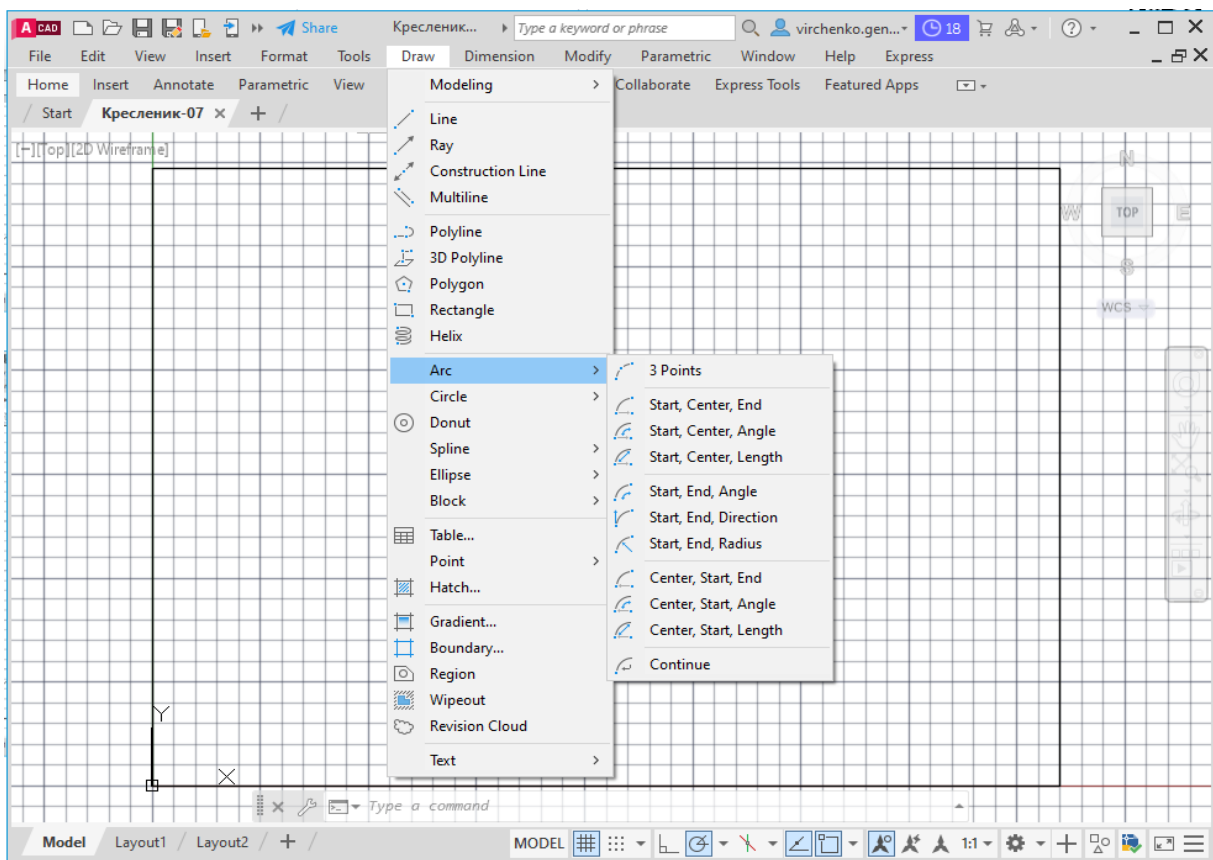 A CAD Share Кресленик... Type a keyword or phrase virchenko.gen... 18
File Edit View Insert Format Tools Draw Dimension Modify Parametric Window Help Express
Home Insert Annotate Parametric View Collaborate Express Tools Featured Apps
Start Кресленик-07
[−][Top][2D Wireframe]
Modeling
Line
Ray
Construction Line
Multiline
Polyline
3D Polyline
Polygon
Rectangle
Helix
Arc
Circle
Donut
Spline
Ellipse
Block
Table...
Point
Hatch...
Gradient...
Boundary...
Region
Wipeout
Revision Cloud
Text
3 Points
Start, Center, End
Start, Center, Angle
Start, Center, Length
Start, End, Angle
Start, End, Direction
Start, End, Radius
Center, Start, End
Center, Start, Angle
Center, Start, Length
Continue
N
W TOP E
S
WCS
Y
X
Type a command
Model Layout1 Layout2 MODEL 1:1